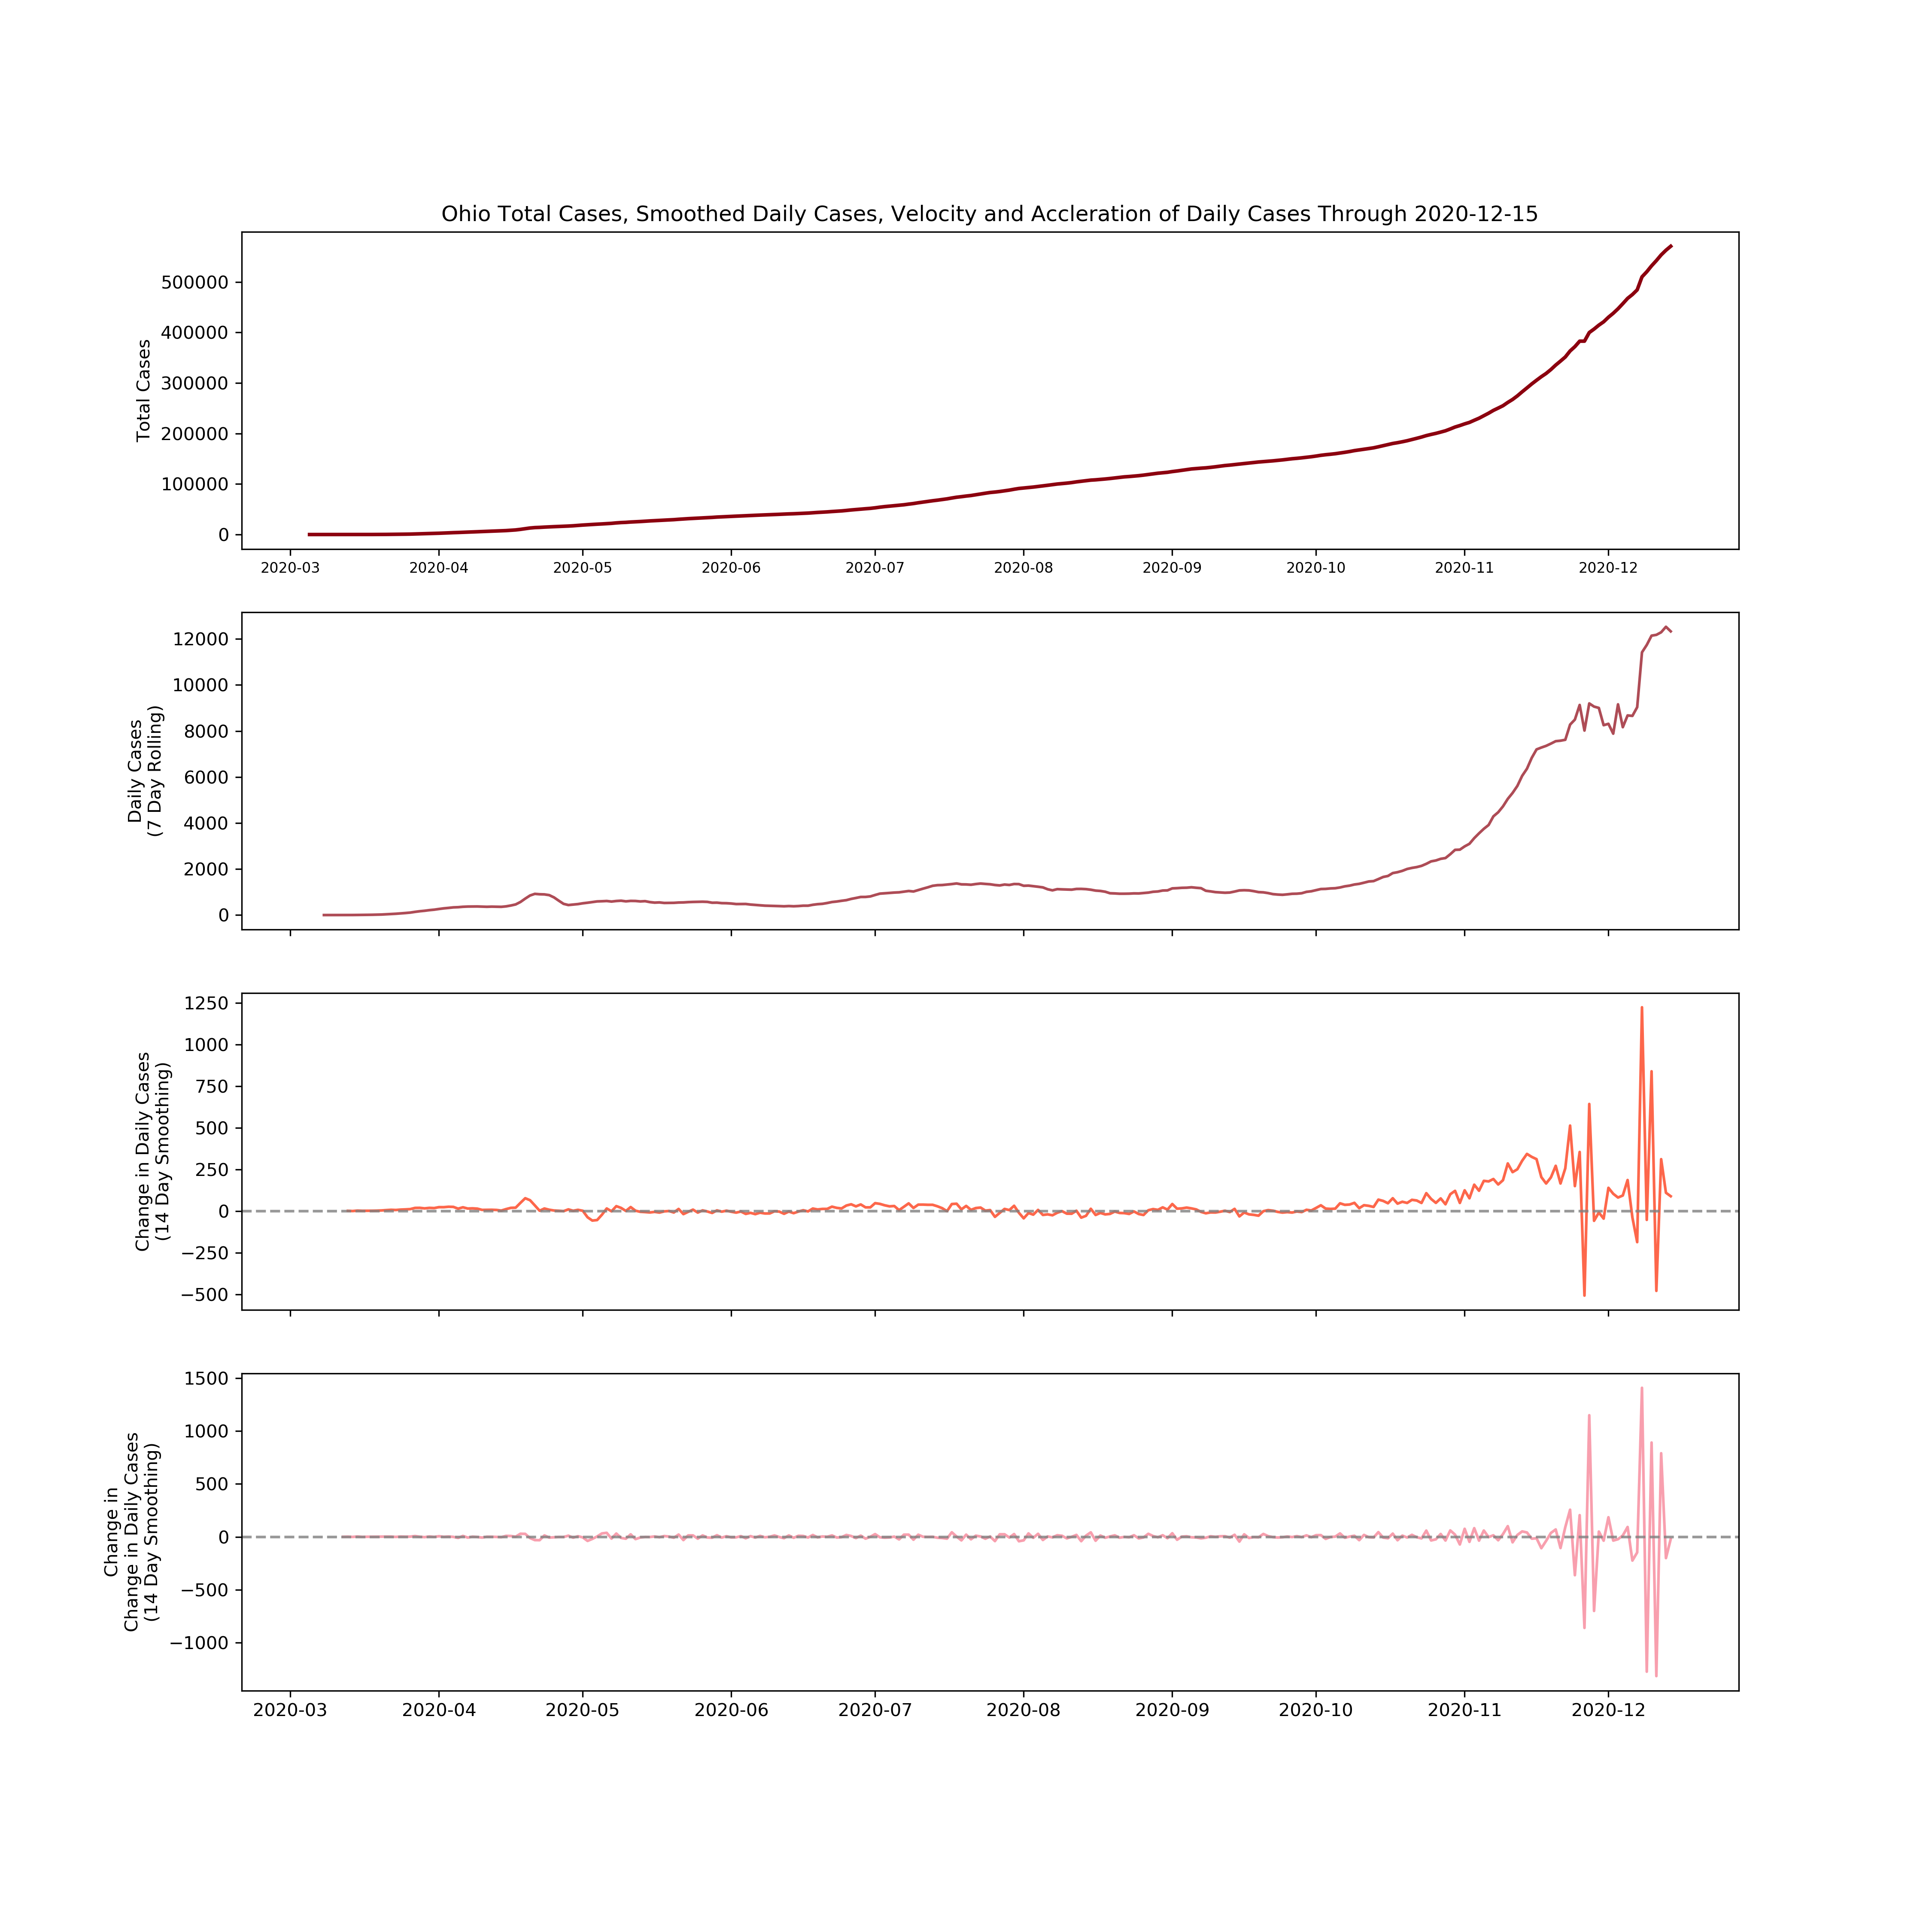 Ohio Total Cases, Smoothed Daily Cases, Velocity and Accleration of Daily Cases Through 2020-12-15
Total Cases
500000
400000
300000
200000
100000
0
2020-03 2020-04 2020-05 2020-06 2020-07 2020-08 2020-09 2020-10 2020-11 2020-12
Daily Cases
(7 Day Rolling)
12000
10000
8000
6000
4000
2000
0
Change in Daily Cases
(14 Day Smoothing)
1250
1000
750
500
250
0
−250
−500
Change in
Change in Daily Cases
(14 Day Smoothing)
1500
1000
500
0
−500
−1000
2020-03 2020-04 2020-05 2020-06 2020-07 2020-08 2020-09 2020-10 2020-11 2020-12